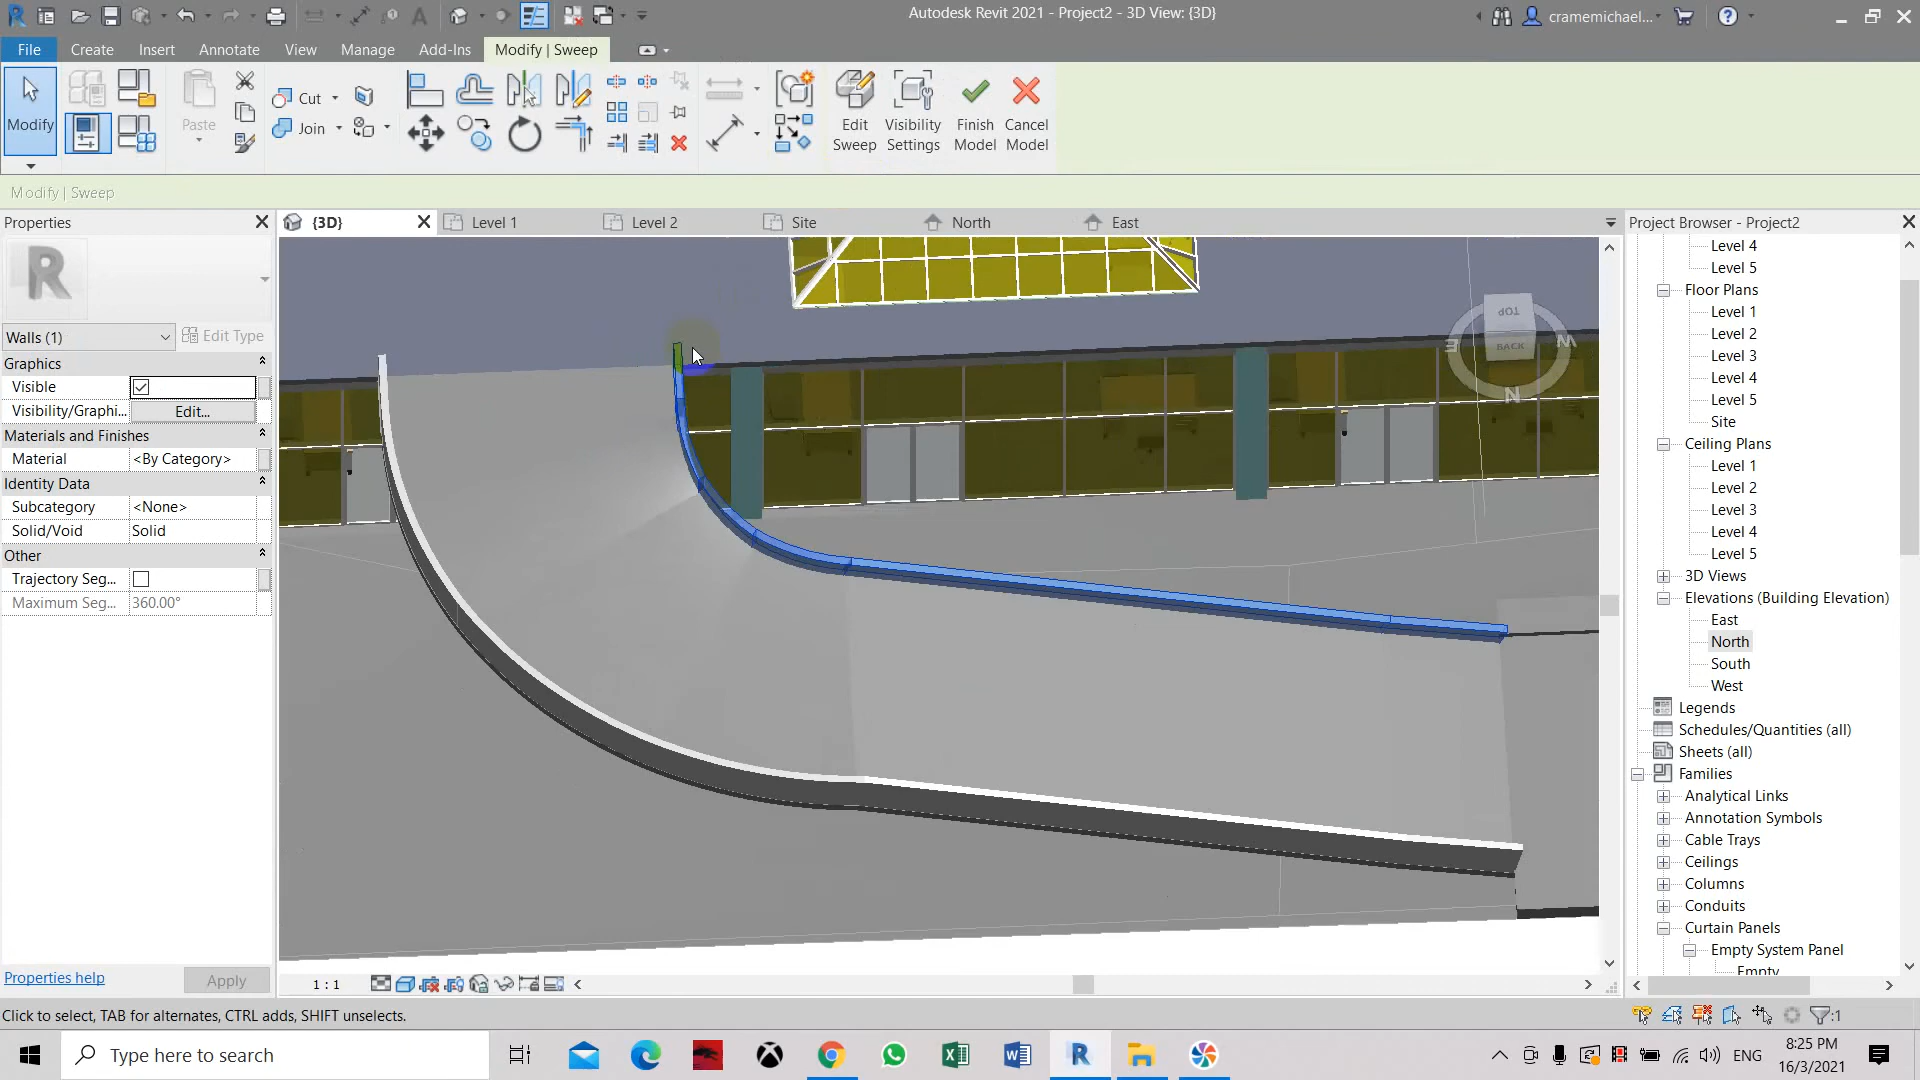 Autodesk Revit 2021 - Project2 - 3D View: {3D}
cramemichael...
File
Create
Insert
Annotate
View
Manage
Add-Ins
Modify | Sweep
Modify
Paste
Cut
Join
Edit Sweep
Visibility Settings
Finish Model
Cancel Model
Modify | Sweep
Properties
{3D}
Level 1
Level 2
Site
North
East
Project Browser - Project2
R
Walls (1)
Edit Type
Graphics
Visible
Visibility/Graphi...
Edit...
Materials and Finishes
Material
<By Category>
Identity Data
Subcategory
<None>
Solid/Void
Solid
Other
Trajectory Seg...
Maximum Seg...
360.00°
Properties help
Apply
TOP
BACK
E
W
N
Level 4
Level 5
Floor Plans
Level 1
Level 2
Level 3
Level 4
Level 5
Site
Ceiling Plans
Level 1
Level 2
Level 3
Level 4
Level 5
3D Views
Elevations (Building Elevation)
East
North
South
West
Legends
Schedules/Quantities (all)
Sheets (all)
Families
Analytical Links
Annotation Symbols
Cable Trays
Ceilings
Columns
Conduits
Curtain Panels
Empty System Panel
Empty
1 : 1
Click to select, TAB for alternates, CTRL adds, SHIFT unselects.
:1
Type here to search
ENG
8:25 PM
16/3/2021